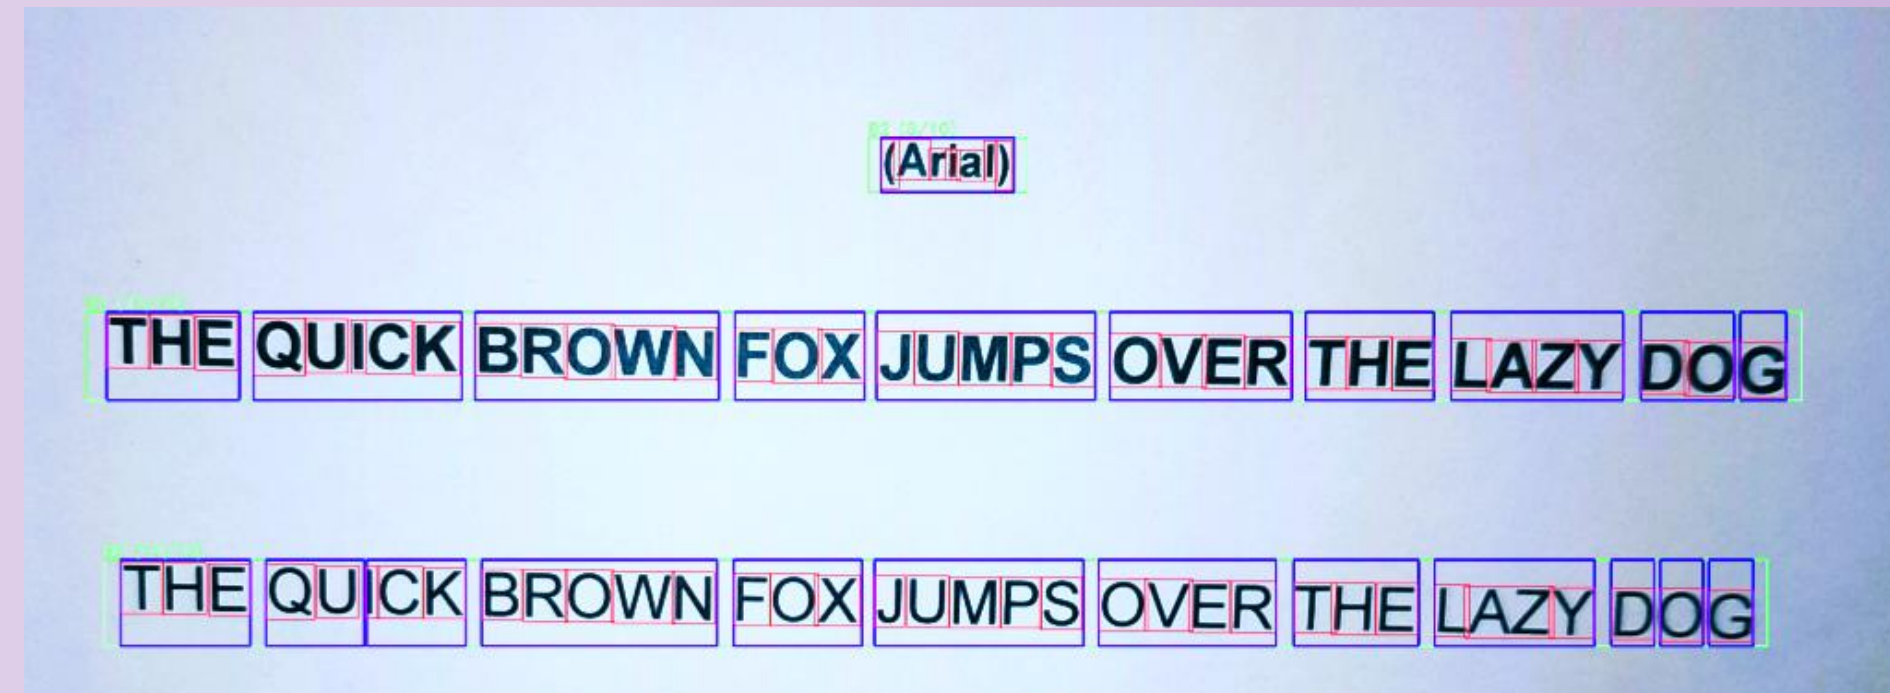 (Arial)
THE QUICK BROWN FOX JUMPS OVER THE LAZY DOG
THE QUICK BROWN FOX JUMPS OVER THE LAZY DOG